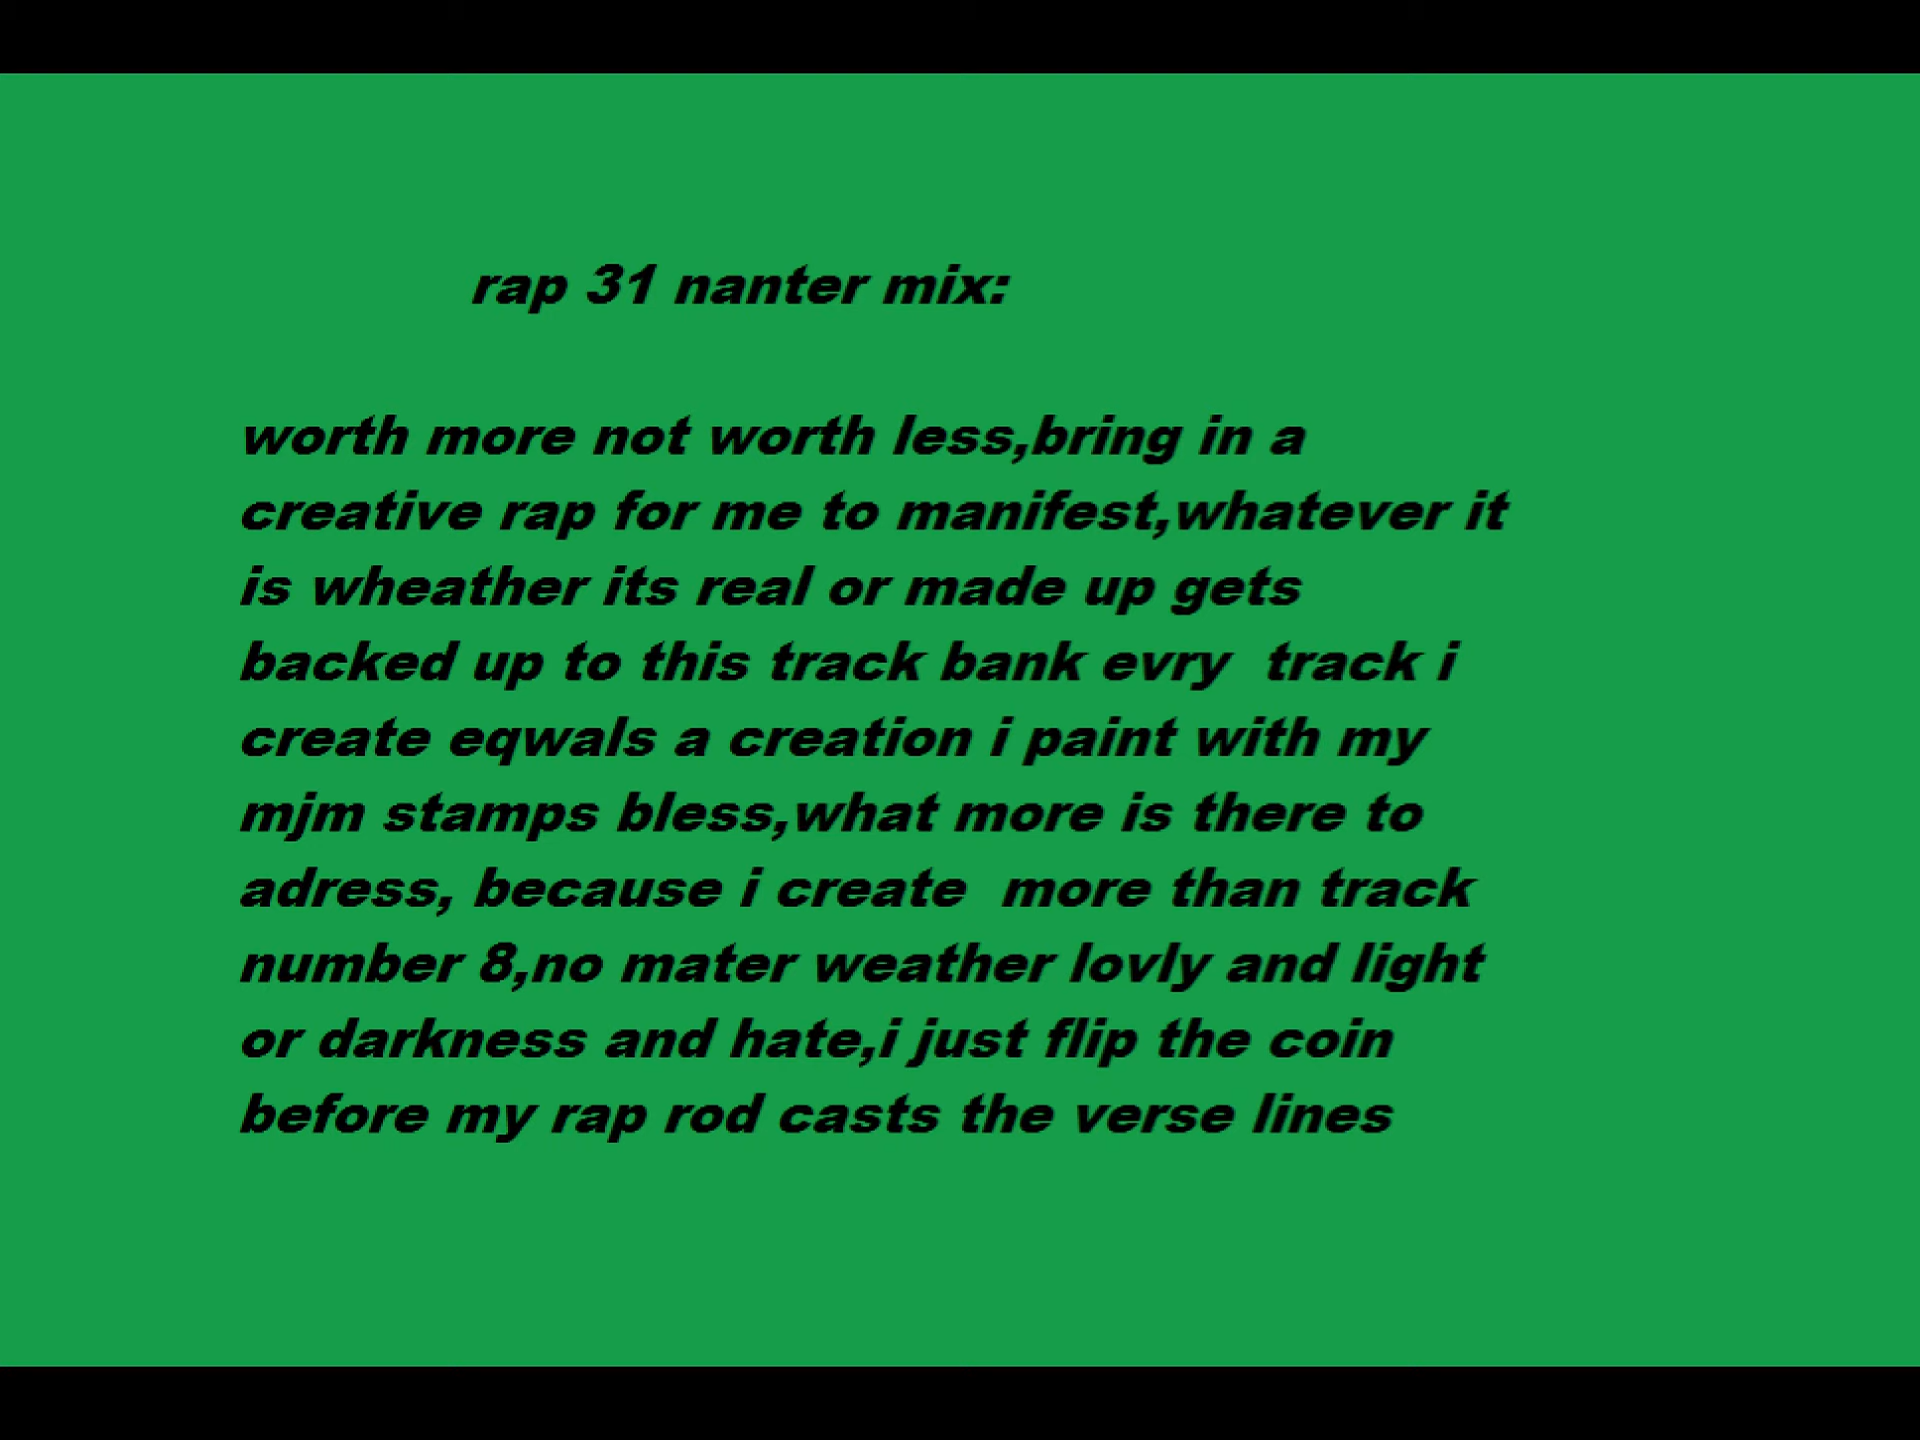 rap 31 nanter mix:
worth more not worth less,bring in a
creative rap for me to manifest,whatever it
is wheather its real or made up gets
backed up to this track bank evry  track i
create eqwals a creation i paint with my
mjm stamps bless,what more is there to
adress, because i create  more than track
number 8,no mater weather lovly and light
or darkness and hate,i just flip the coin
before my rap rod casts the verse lines